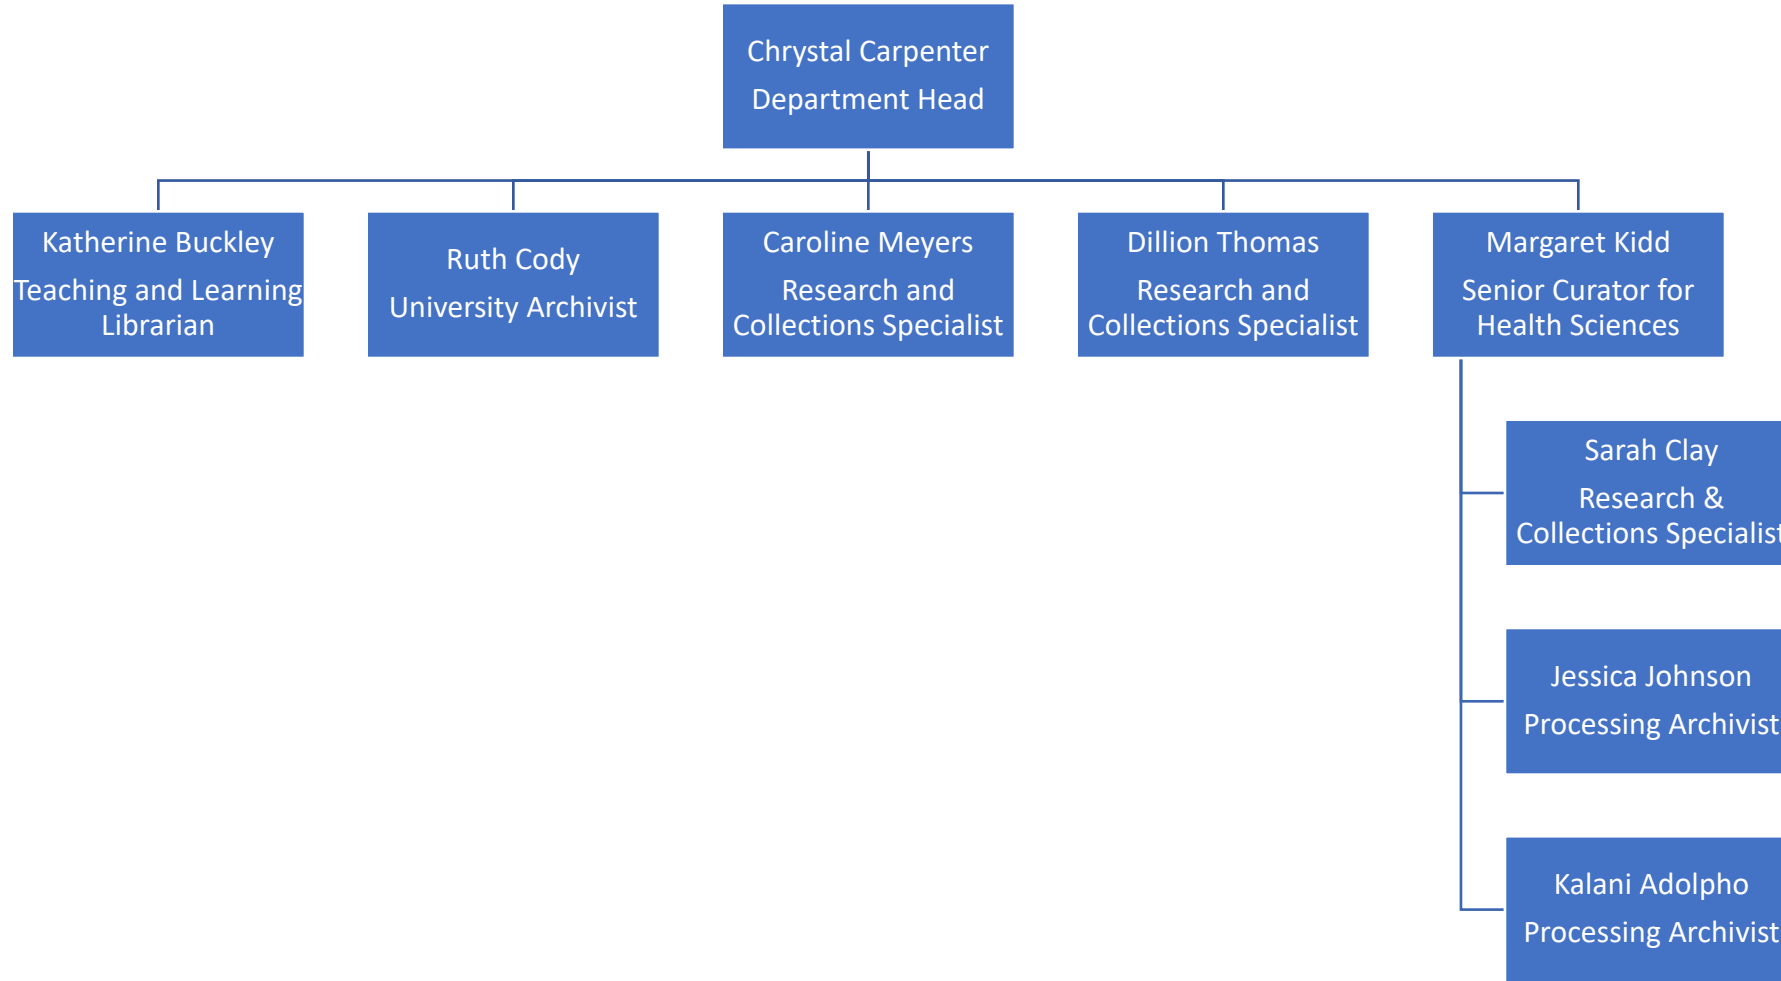 Chrystal Carpenter
Department Head
Katherine Buckley
Teaching and Learning
Librarian
Ruth Cody
University Archivist
Caroline Meyers
Research and
Collections Specialist
Dillion Thomas
Research and
Collections Specialist
Margaret Kidd
Senior Curator for
Health Sciences
Sarah Clay
Research &
Collections Specialist
Jessica Johnson
Processing Archivist
Kalani Adolpho
Processing Archivist